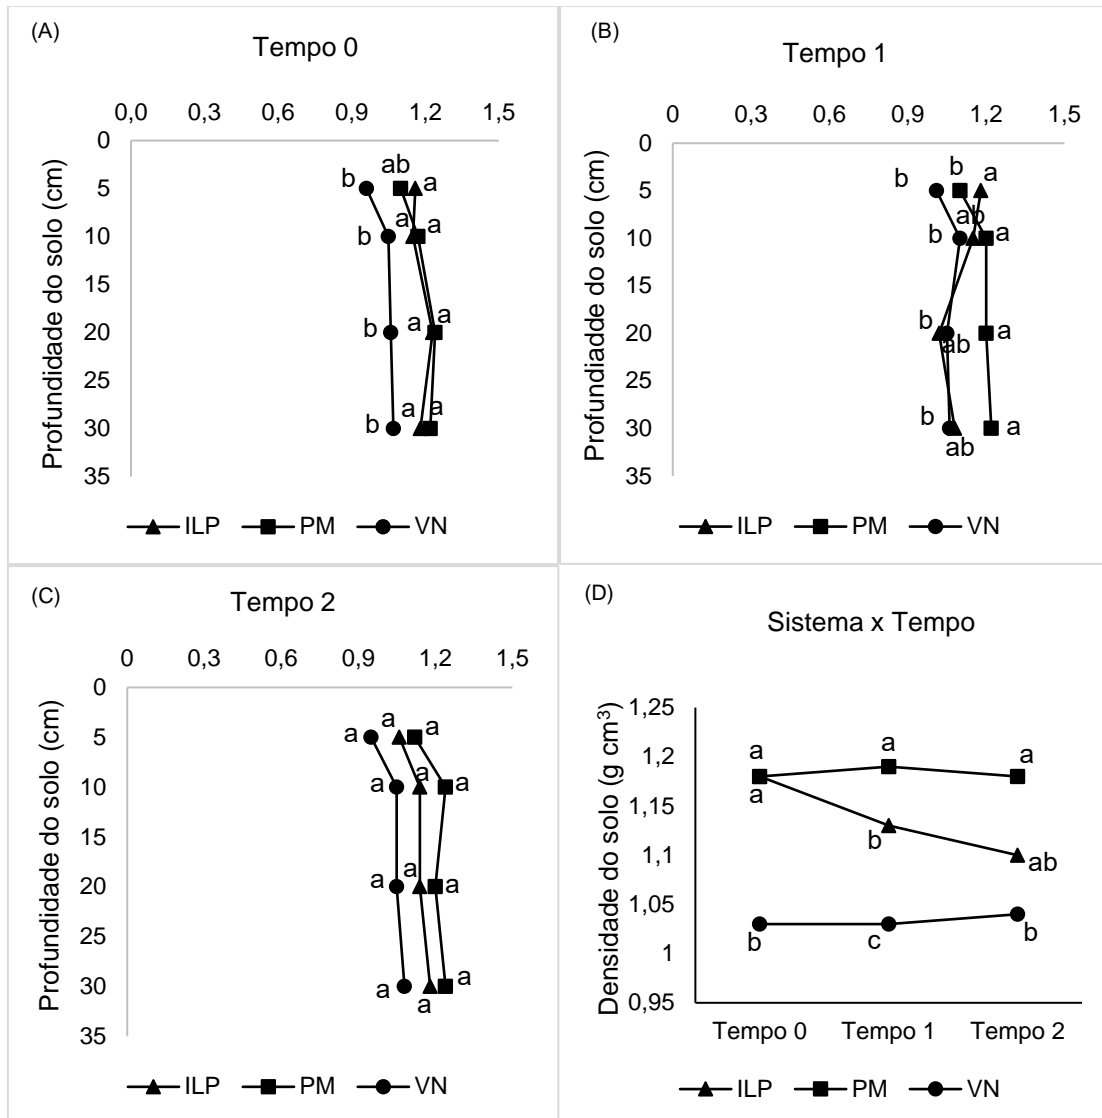 (A)
Tempo 0
0,0 0,3 0,6 0,9 1,2 1,5
0
5
10
15
20
25
30
35
Profundidade do solo (cm)
b ab a
b a a
b a a
b a a
ILP PM VN
(B)
Tempo 1
0 0,3 0,6 0,9 1,2 1,5
0
5
10
15
20
25
30
35
Profundiadde do solo (cm)
b b a
b ab a
b ab a
b ab a
ILP PM VN
(C)
Tempo 2
0 0,3 0,6 0,9 1,2 1,5
0
5
10
15
20
25
30
35
Profundidade do solo (cm)
a a a
a a a
a a a
a a a
ILP PM VN
(D)
Sistema x Tempo
1,25
1,2
1,15
1,1
1,05
1
0,95
Densidade do solo (g cm³)
a a a
a b ab
b c b
Tempo 0 Tempo 1 Tempo 2
ILP PM VN